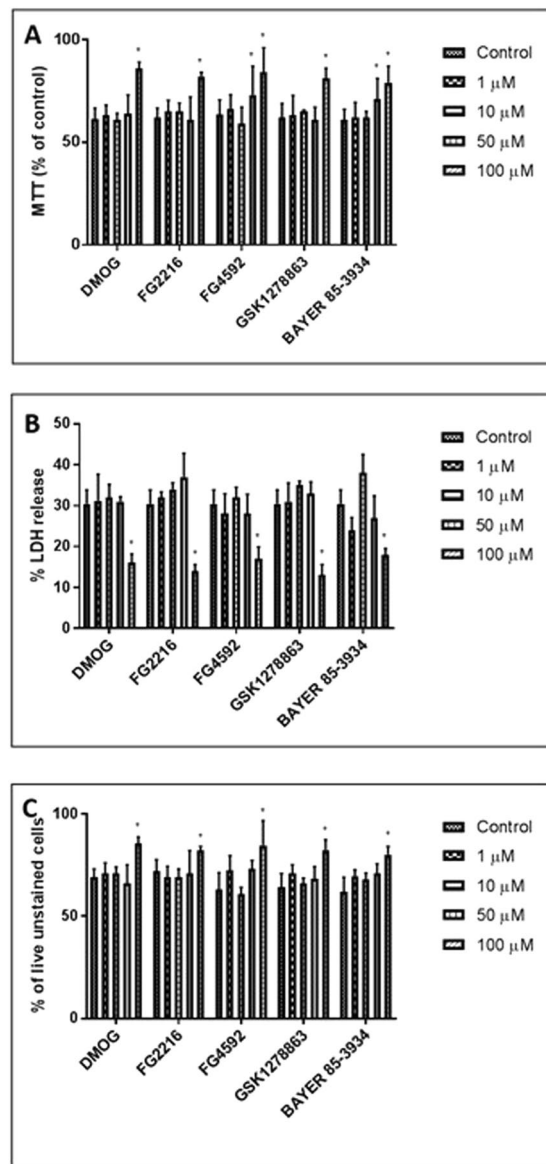 A
100
*
*
*
*
*
*
*
50
0
MTT (% of control)
DMOG
FG2216
FG4592
GSK1278863
BAYER 85-3934
Control
1 μM
10 μM
50 μM
100 μM
B
50
40
30
20
10
0
% LDH release
*
*
*
*
*
DMOG
FG2216
FG4592
GSK1278863
BAYER 85-3934
Control
1 μM
10 μM
50 μM
100 μM
C
100
*
*
*
*
*
50
0
% of live unstained cells
DMOG
FG2216
FG4592
GSK1278863
BAYER 85-3934
Control
1 μM
10 μM
50 μM
100 μM